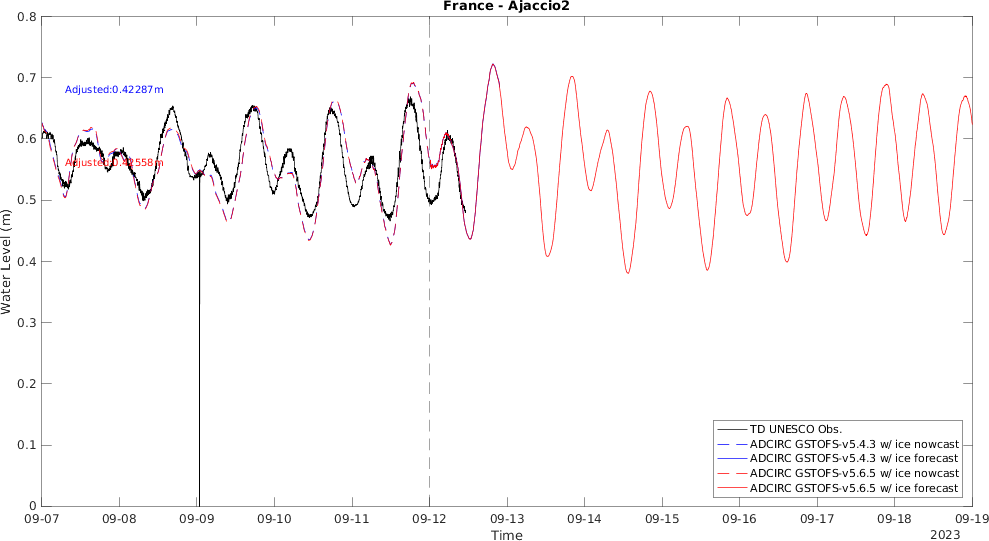 France - Ajaccio2
Water Level (m)
0.8
0.7
0.6
0.5
0.4
0.3
0.2
0.1
0
Adjusted:0.42287m
Adjusted:0.42558m
TD UNESCO Obs.
ADCIRC GSTOFS-v5.4.3 w/ ice nowcast
ADCIRC GSTOFS-v5.4.3 w/ ice forecast
ADCIRC GSTOFS-v5.6.5 w/ ice nowcast
ADCIRC GSTOFS-v5.6.5 w/ ice forecast
09-07 09-08 09-09 09-10 09-11 09-12 09-13 09-14 09-15 09-16 09-17 09-18 09-19
Time
2023